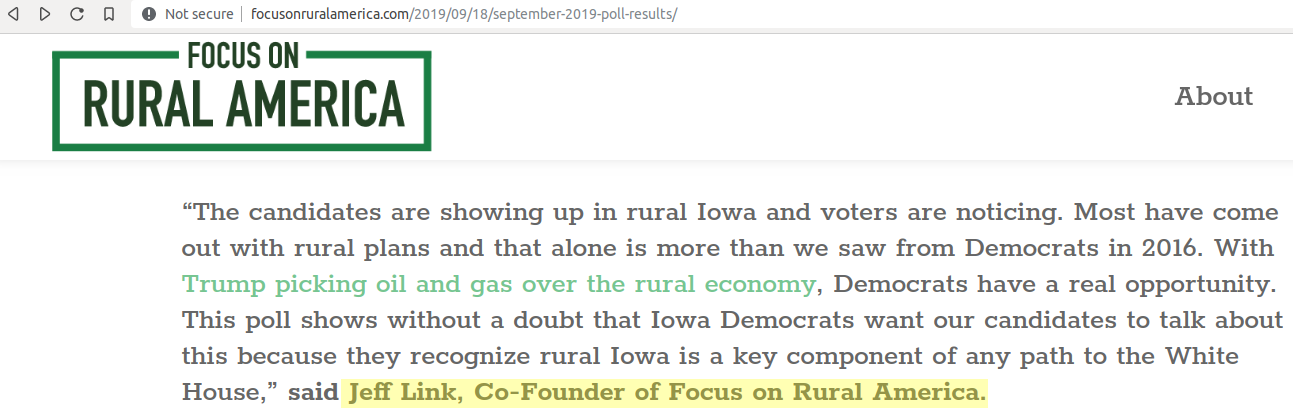 Not secure | focusonruralamerica.com/2019/09/18/september-2019-poll-results/
FOCUS ON
RURAL AMERICA
About
“The candidates are showing up in rural Iowa and voters are noticing. Most have come
out with rural plans and that alone is more than we saw from Democrats in 2016. With
Trump picking oil and gas over the rural economy, Democrats have a real opportunity.
This poll shows without a doubt that Iowa Democrats want our candidates to talk about
this because they recognize rural Iowa is a key component of any path to the White
House,” said Jeff Link, Co-Founder of Focus on Rural America.